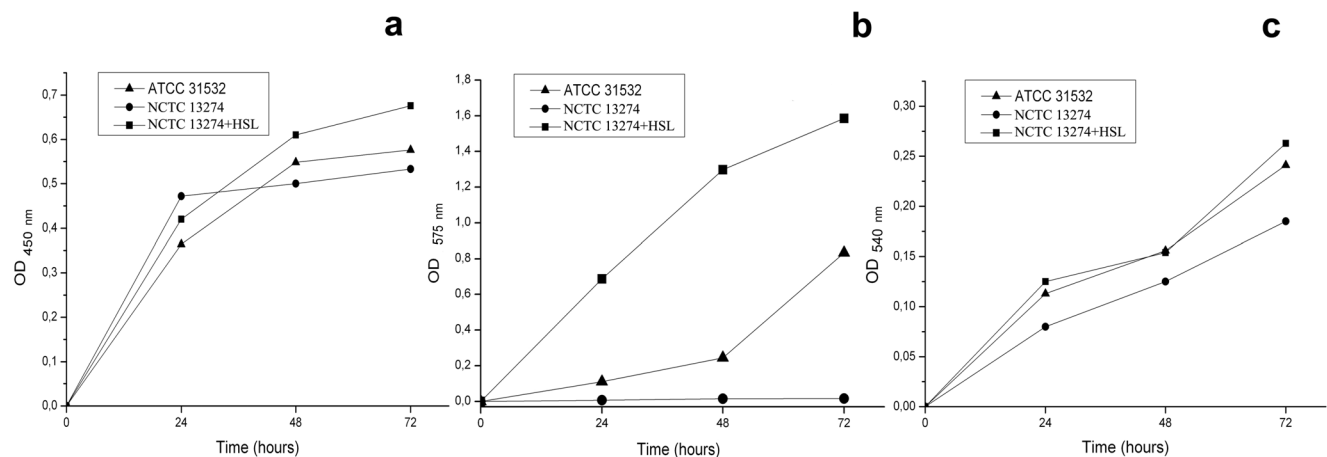 a
ATCC 31532
NCTC 13274
NCTC 13274+HSL
0,7
0,6
0,5
0,4
0,3
0,2
0,1
0,0
OD 450 nm
0 24 48 72
Time (hours)
b
ATCC 31532
NCTC 13274
NCTC 13274+HSL
1,8
1,6
1,4
1,2
1,0
0,8
0,6
0,4
0,2
0,0
OD 575 nm
0 24 48 72
Time (hours)
c
ATCC 31532
NCTC 13274
NCTC 13274+HSL
0,30
0,25
0,20
0,15
0,10
0,05
0,00
OD 540 nm
0 24 48 72
Time (hours)